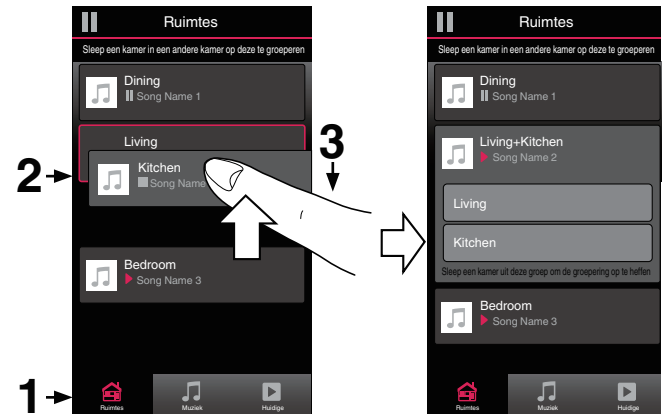 Ruimtes
Sleep een kamer in een andere kamer op deze te groeperen
Dining
Song Name 1
Living
Kitchen
Song Name
Bedroom
Song Name 3
Ruimtes
Muziek
Huidige
1
2
3
Ruimtes
Sleep een kamer in een andere kamer op deze te groeperen
Dining
Song Name 1
Living+Kitchen
Song Name 2
Living
Kitchen
Sleep een kamer uit deze groep om de groepering op te heffen
Bedroom
Song Name 3
Ruimtes
Muziek
Huidige